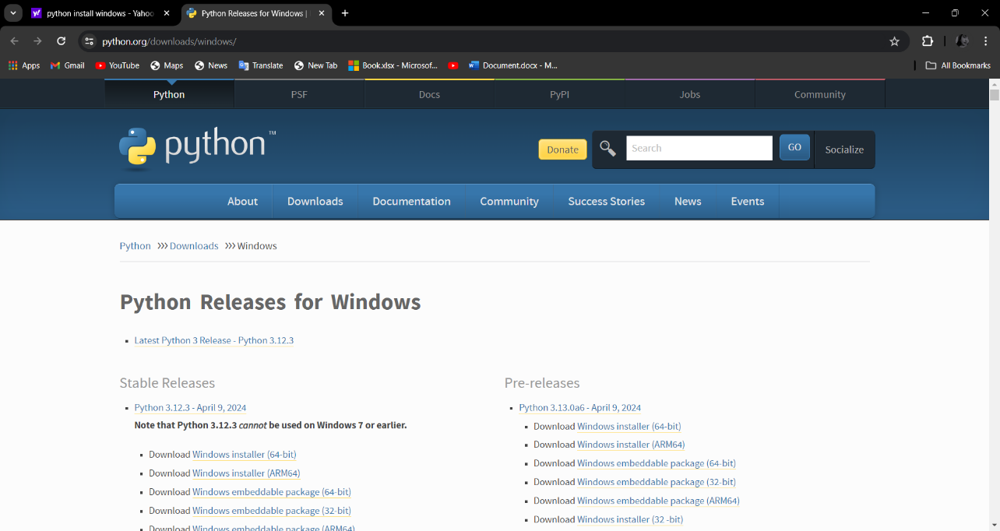 python install windows - Yahoo
Python Releases for Windows |
python.org/downloads/windows/
Apps Gmail YouTube Maps News Translate New Tab Book.xlsx - Microsof... Document.docx - M... All Bookmarks
Python PSF Docs PyPI Jobs Community
python™
Donate Search GO Socialize
About Downloads Documentation Community Success Stories News Events
Python >>> Downloads >>> Windows
Python Releases for Windows
Latest Python 3 Release - Python 3.12.3
Stable Releases
Python 3.12.3 - April 9, 2024
Note that Python 3.12.3 cannot be used on Windows 7 or earlier.
Download Windows installer (64-bit)
Download Windows installer (ARM64)
Download Windows embeddable package (64-bit)
Download Windows embeddable package (32-bit)
Download Windows embeddable package (ARM64)
Pre-releases
Python 3.13.0a6 - April 9, 2024
Download Windows installer (64-bit)
Download Windows installer (ARM64)
Download Windows embeddable package (64-bit)
Download Windows embeddable package (32-bit)
Download Windows embeddable package (ARM64)
Download Windows installer (32 -bit)